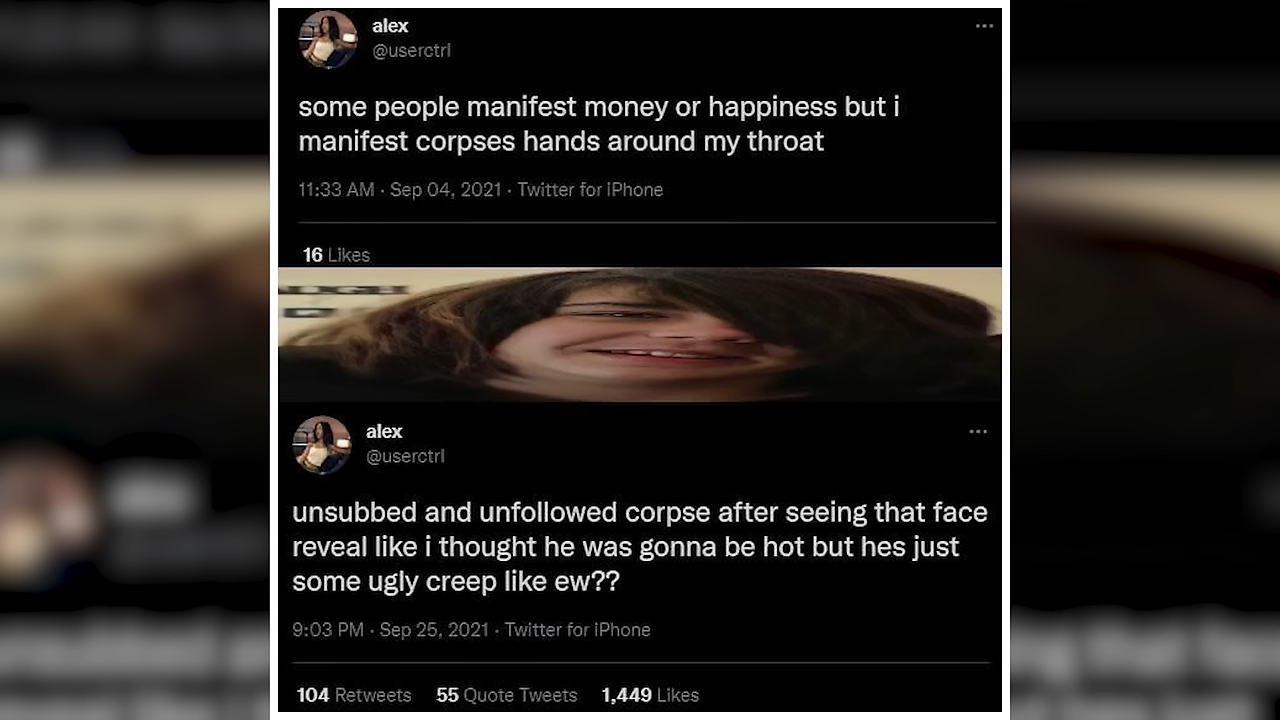 alex
@userctrl
some people manifest money or happiness but i
manifest corpses hands around my throat
11:33 AM · Sep 04, 2021 · Twitter for iPhone
16 Likes
alex
@userctrl
unsubbed and unfollowed corpse after seeing that face
reveal like i thought he was gonna be hot but hes just
some ugly creep like ew??
9:03 PM · Sep 25, 2021 · Twitter for iPhone
104 Retweets 55 Quote Tweets 1,449 Likes